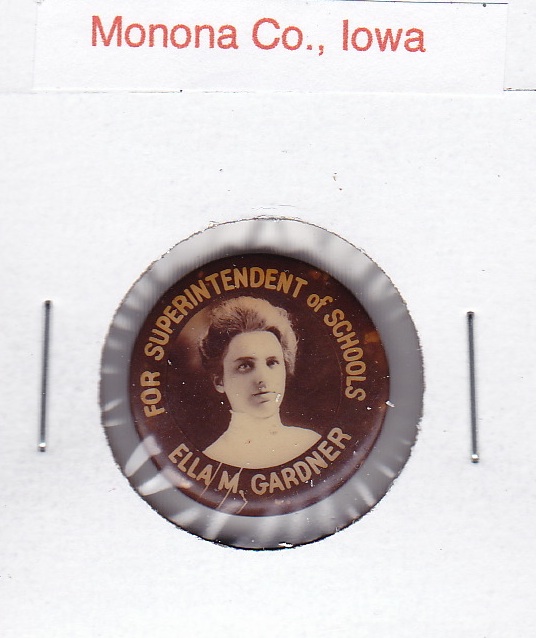 Monona Co., Iowa
FOR SUPERINTENDENT of SCHOOLS
ELLA M. GARDNER